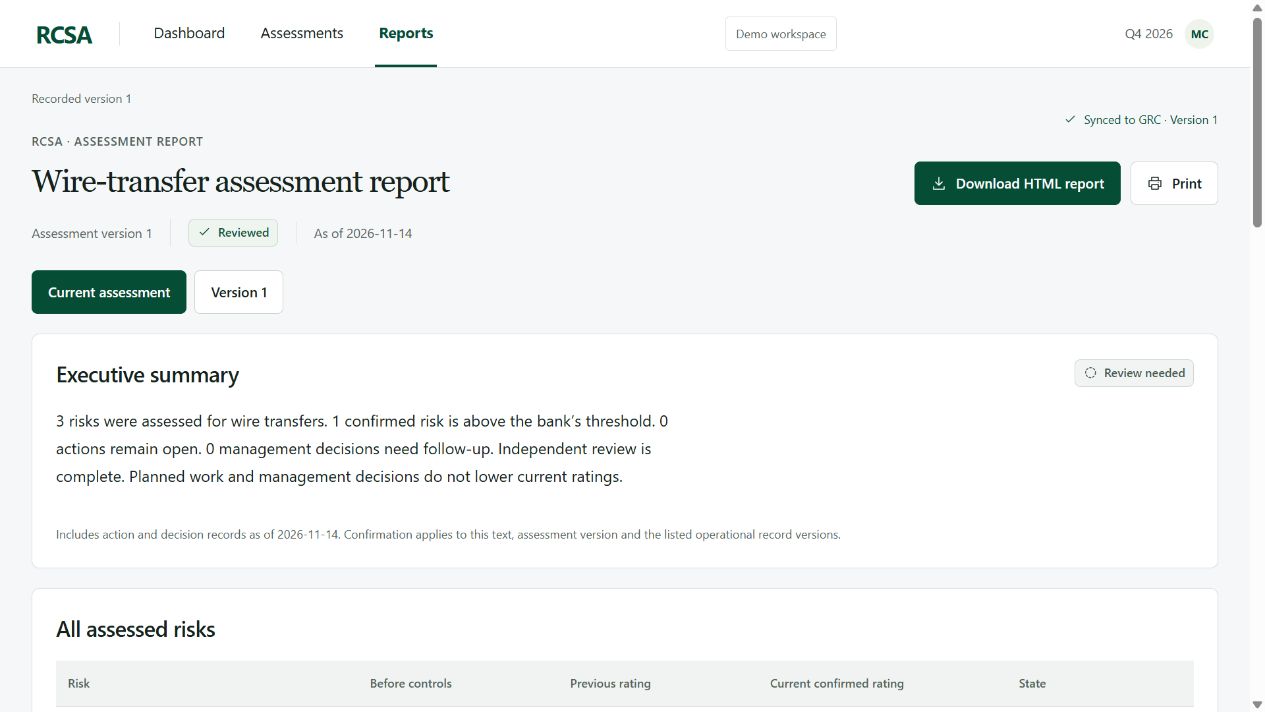 RCSA
Dashboard
Assessments
Reports
Demo workspace
Q4 2026
MC
Recorded version 1
Synced to GRC · Version 1
RCSA · ASSESSMENT REPORT
Wire-transfer assessment report
Download HTML report
Print
Assessment version 1
Reviewed
As of 2026-11-14
Current assessment
Version 1
Executive summary
Review needed
3 risks were assessed for wire transfers. 1 confirmed risk is above the bank’s threshold. 0
actions remain open. 0 management decisions need follow-up. Independent review is
complete. Planned work and management decisions do not lower current ratings.
Includes action and decision records as of 2026-11-14. Confirmation applies to this text, assessment version and the listed operational record versions.
All assessed risks
Risk
Before controls
Previous rating
Current confirmed rating
State